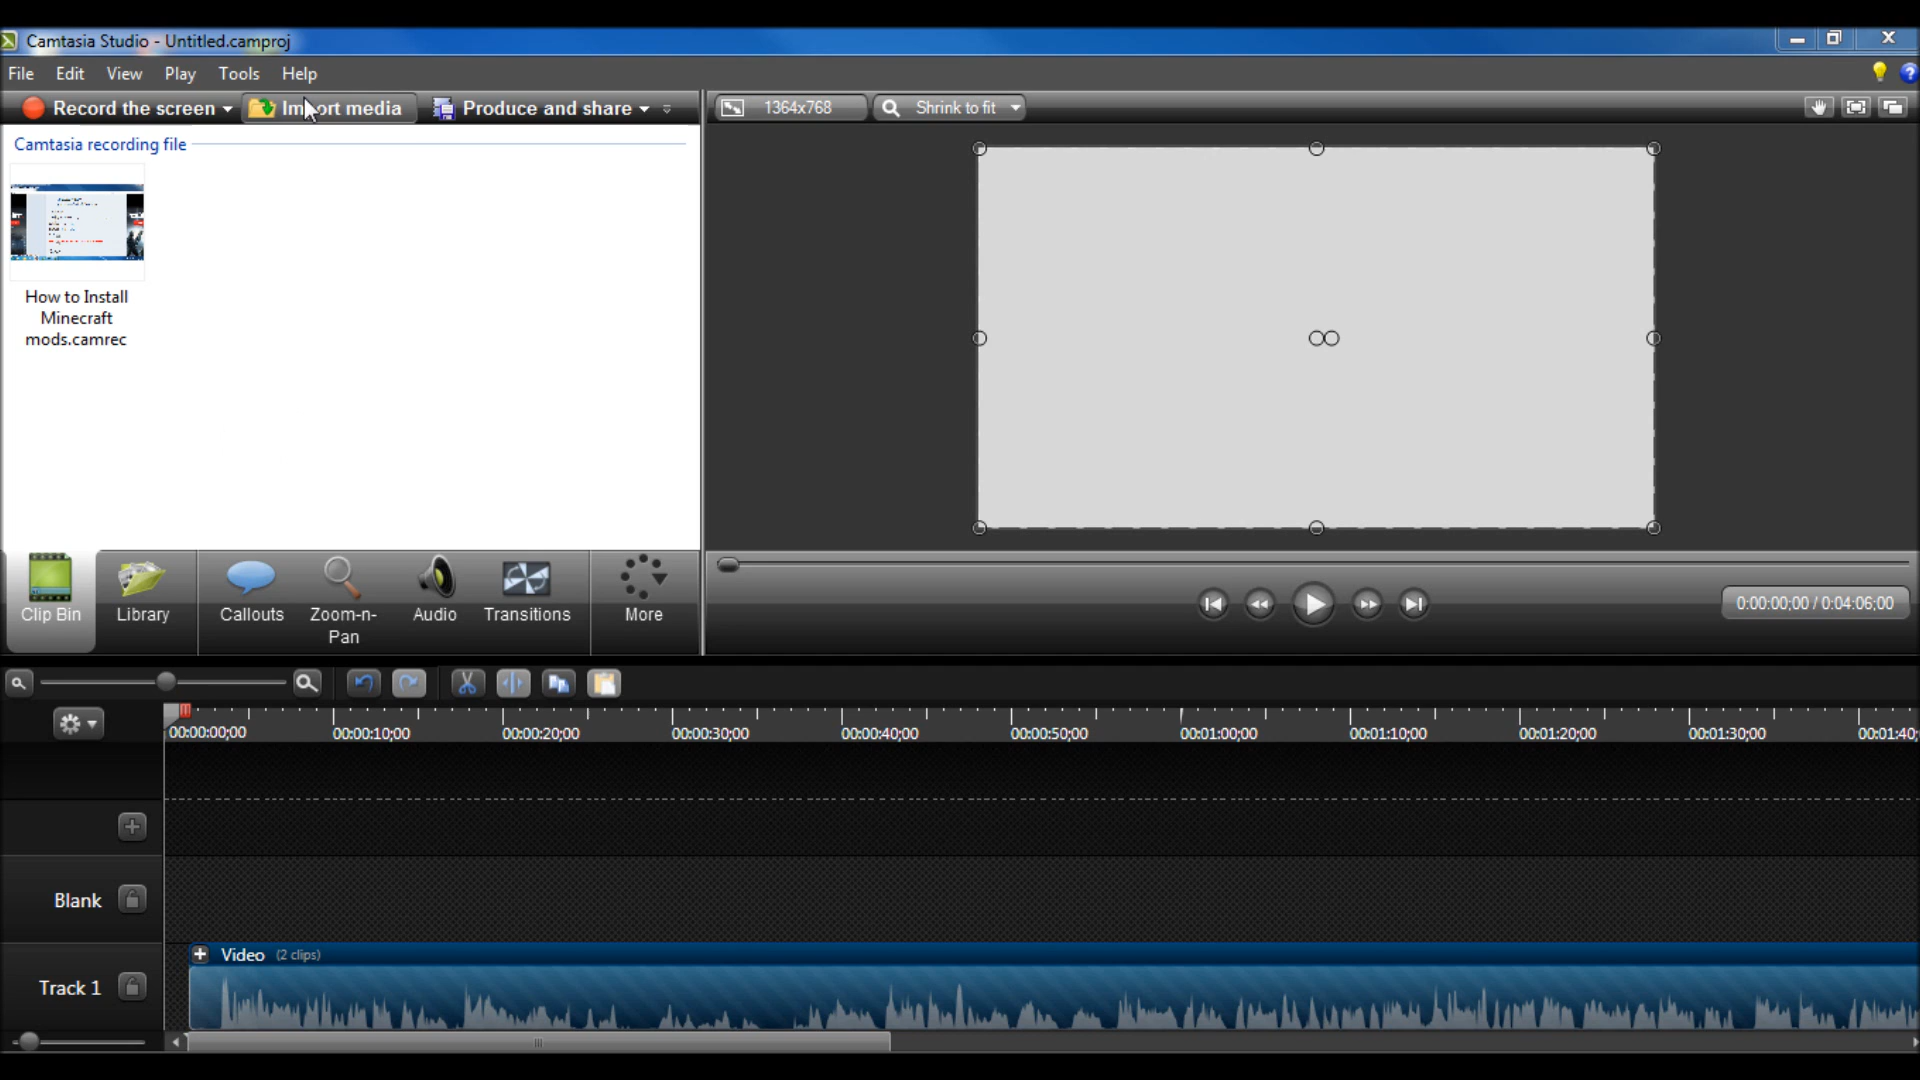 Camtasia Studio - Untitled.camproj
File Edit View Play Tools Help
Record the screen Import media Produce and share 1364x768 Shrink to fit
Camtasia recording file
How to Install
Minecraft
mods.camrec
Clip Bin Library Callouts Zoom-n-Pan Audio Transitions More
0:00:00;00 / 0:04:06;00
00:00:00;00 00:00:10;00 00:00:20;00 00:00:30;00 00:00:40;00 00:00:50;00 00:01:00;00 00:01:10;00 00:01:20;00 00:01:30;00 00:01:40;
Blank
Video (2 clips)
Track 1